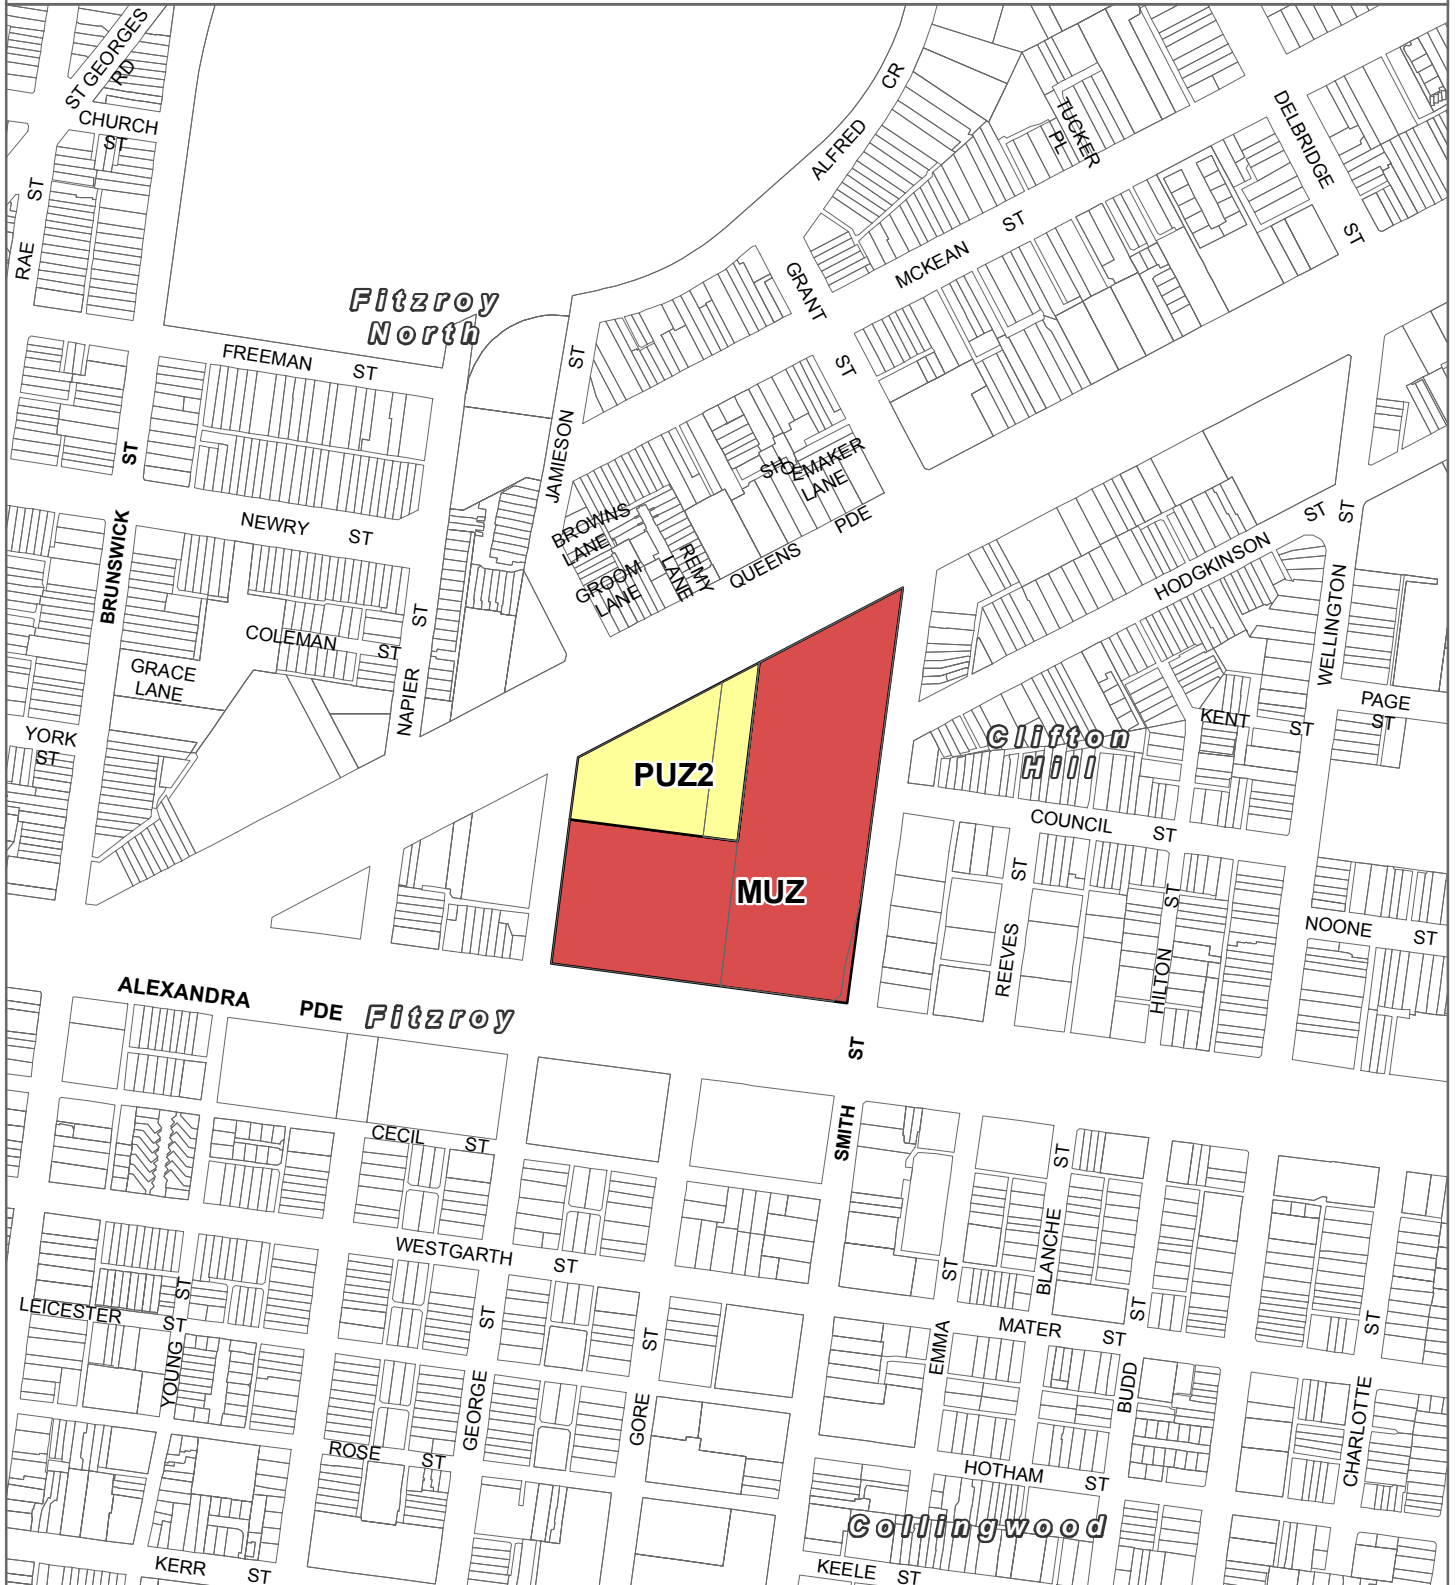 ST GEORGES
RD
CHURCH
ST
RAE ST
ALFRED CR
TUCKER
PL
DELBRIDGE ST
MCKEAN ST
GRANT ST
Fitzroy
North
FREEMAN ST
JAMIESON ST
SHOEMAKER
LANE
BROWNS
LANE
GROOM
LANE
REMY
LANE
QUEENS PDE
BRUNSWICK ST
NEWRY ST
COLEMAN ST
NAPIER ST
GRACE
LANE
YORK
ST
HODGKINSON ST
WELLINGTON ST
PAGE
ST
KENT ST
Clifton
Hill
PUZ2
MUZ
COUNCIL ST
REEVES ST
HILTON ST
NOONE ST
ALEXANDRA PDE
Fitzroy
SMITH ST
CECIL ST
WESTGARTH ST
LEICESTER ST
YOUNG ST
GEORGE ST
GORE ST
ROSE ST
KERR ST
BLANCHE ST
EMMA ST
MATER ST
BUDD ST
CHARLOTTE ST
HOTHAM ST
Collingwood
KEELE ST